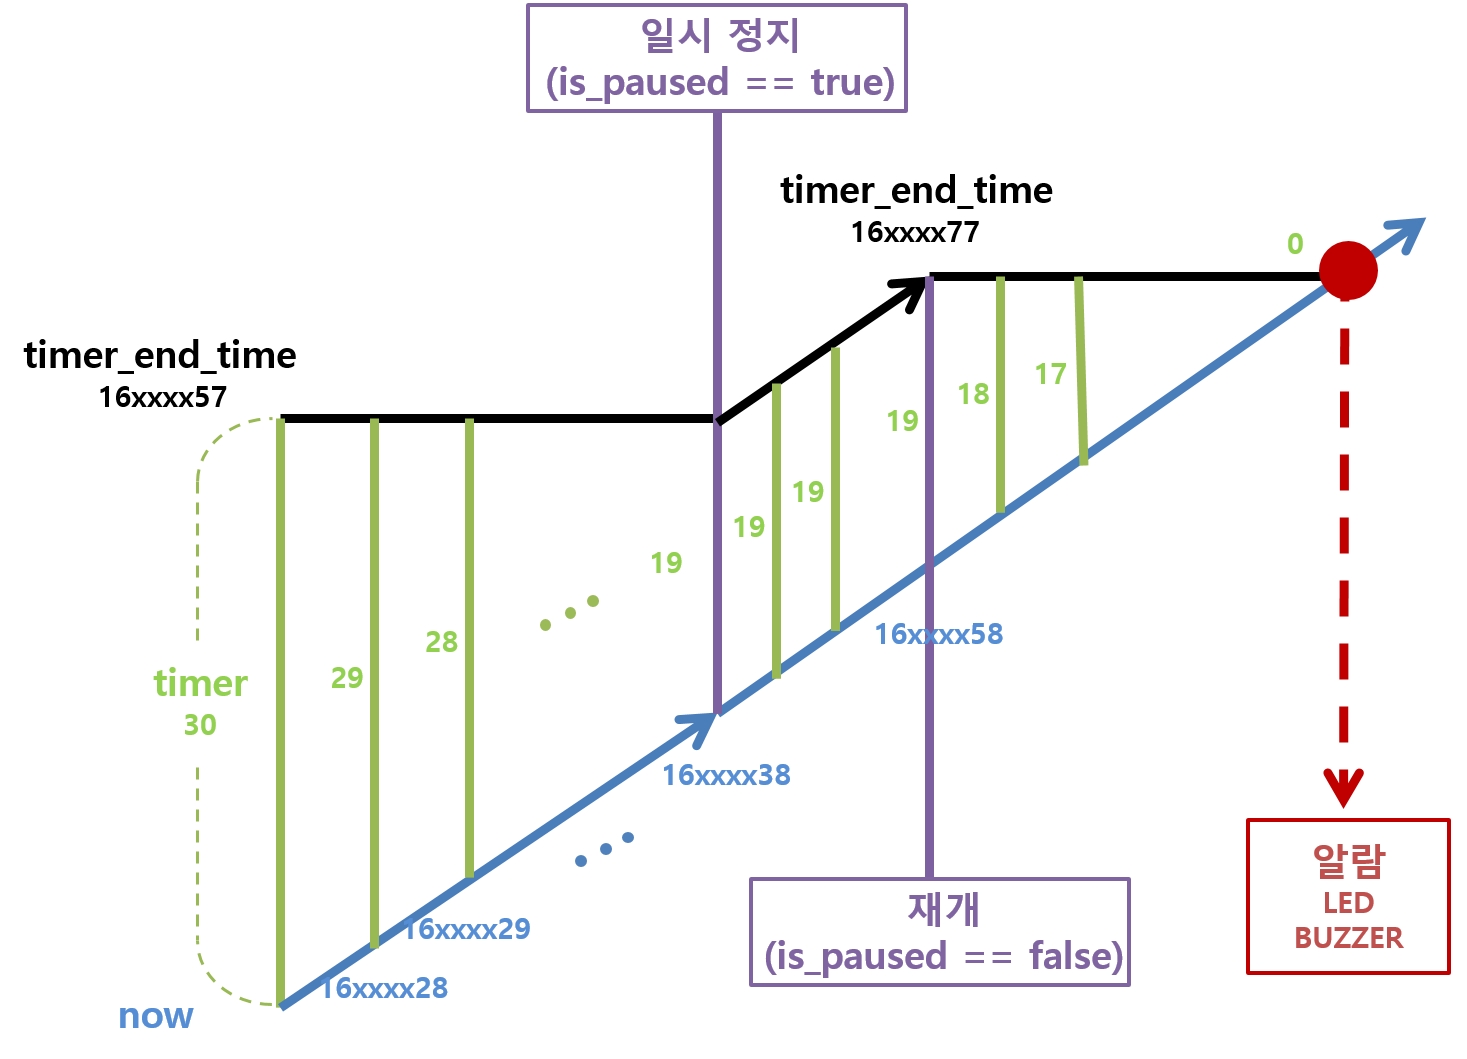 일시 정지
(is_paused == true)
timer_end_time
16xxxx77
0
timer_end_time
16xxxx57
17
18
19
19
19
19
28
29
timer
30
16xxxx58
16xxxx38
16xxxx29
16xxxx28
now
재개
(is_paused == false)
알람
LED
BUZZER